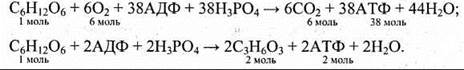 C₆H₁₂O₆ + 6O₂ + 38АДФ + 38H₃PO₄ → 6CO₂ + 38АТФ + 44H₂O;
1 моль 6 моль 6 моль 38 моль
C₆H₁₂O₆ + 2АДФ + 2H₃PO₄ → 2C₃H₆O₃ + 2АТФ + 2H₂O.
1 моль 2 моль 2 моль